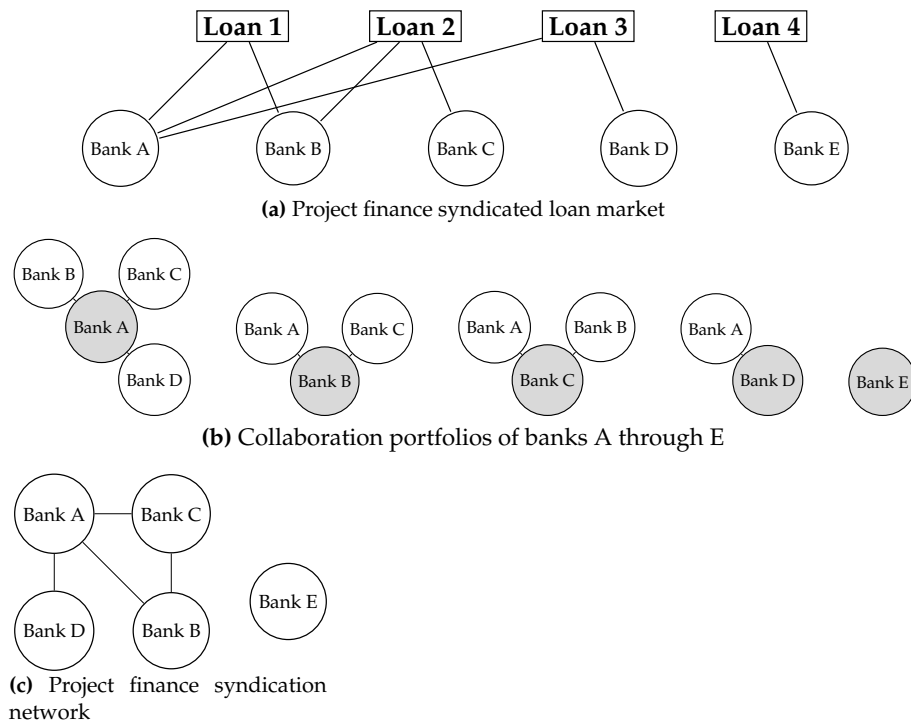 Loan 1 Loan 2 Loan 3 Loan 4
Bank A Bank B Bank C Bank D Bank E
(a) Project finance syndicated loan market
Bank B Bank C
Bank A
Bank D
Bank A Bank C
Bank B
Bank A Bank B
Bank C
Bank A
Bank D
Bank E
(b) Collaboration portfolios of banks A through E
Bank A Bank C
Bank E
Bank D Bank B
(c) Project finance syndication
network